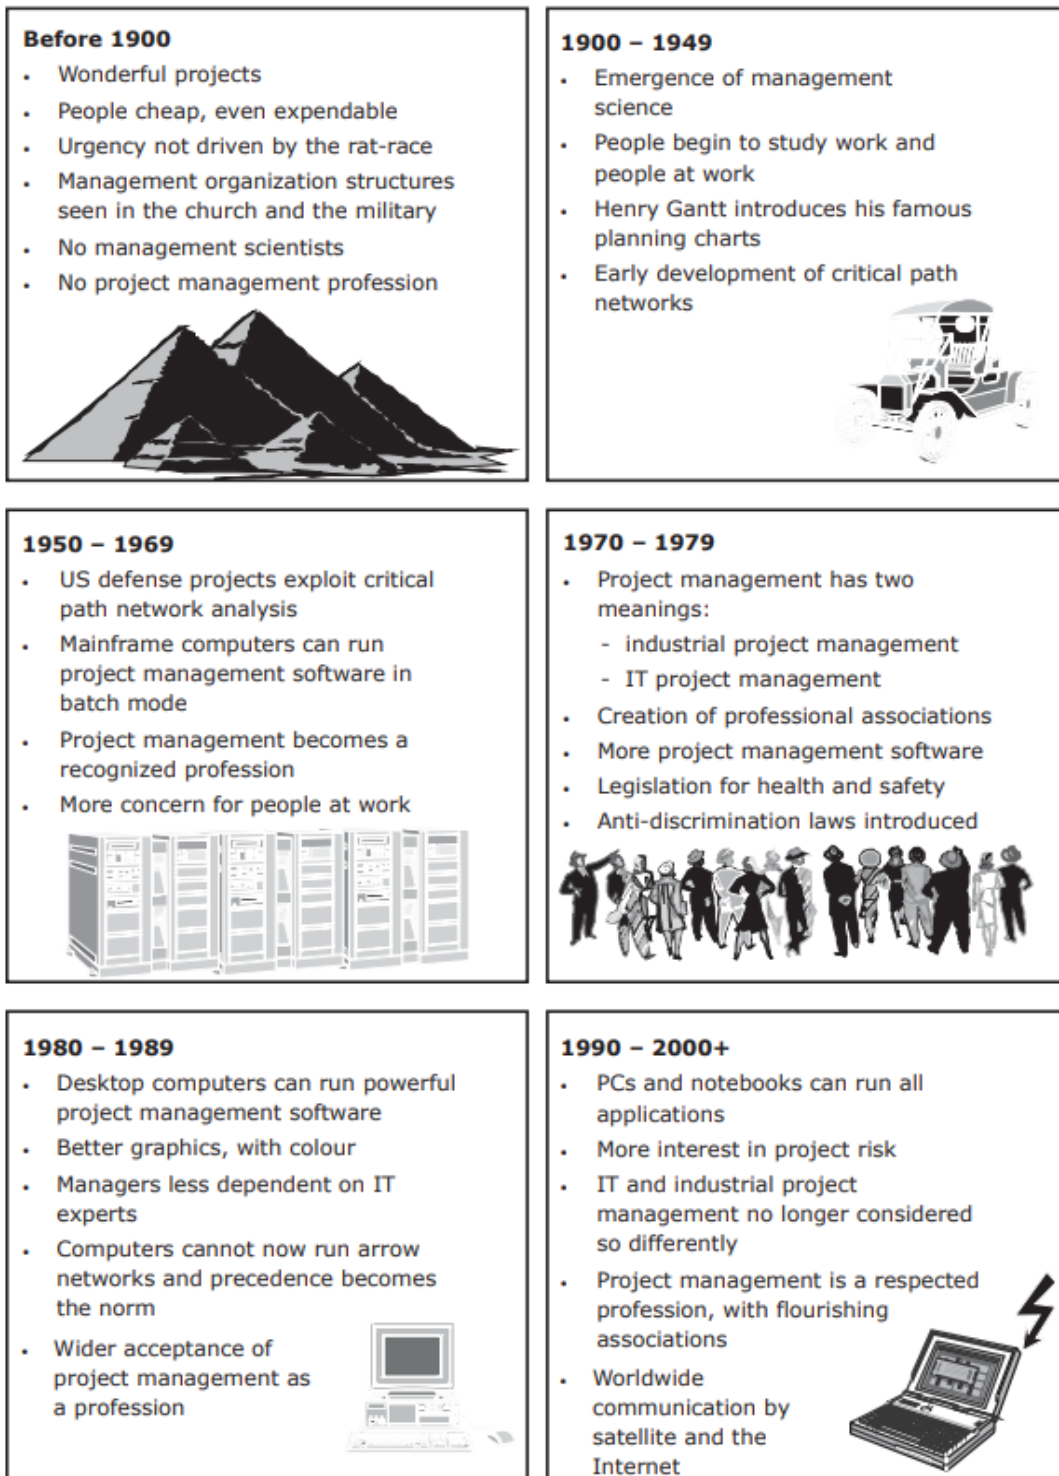 Before 1900
• Wonderful projects
• People cheap, even expendable
• Urgency not driven by the rat-race
• Management organization structures
seen in the church and the military
• No management scientists
• No project management profession
1900 – 1949
• Emergence of management
science
• People begin to study work and
people at work
• Henry Gantt introduces his famous
planning charts
• Early development of critical path
networks
1950 – 1969
• US defense projects exploit critical
path network analysis
• Mainframe computers can run
project management software in
batch mode
• Project management becomes a
recognized profession
• More concern for people at work
1970 – 1979
• Project management has two
meanings:
- industrial project management
- IT project management
• Creation of professional associations
• More project management software
• Legislation for health and safety
• Anti-discrimination laws introduced
1980 – 1989
• Desktop computers can run powerful
project management software
• Better graphics, with colour
• Managers less dependent on IT
experts
• Computers cannot now run arrow
networks and precedence becomes
the norm
• Wider acceptance of
project management as
a profession
1990 – 2000+
• PCs and notebooks can run all
applications
• More interest in project risk
• IT and industrial project
management no longer considered
so differently
• Project management is a respected
profession, with flourishing
associations
• Worldwide
communication by
satellite and the
Internet